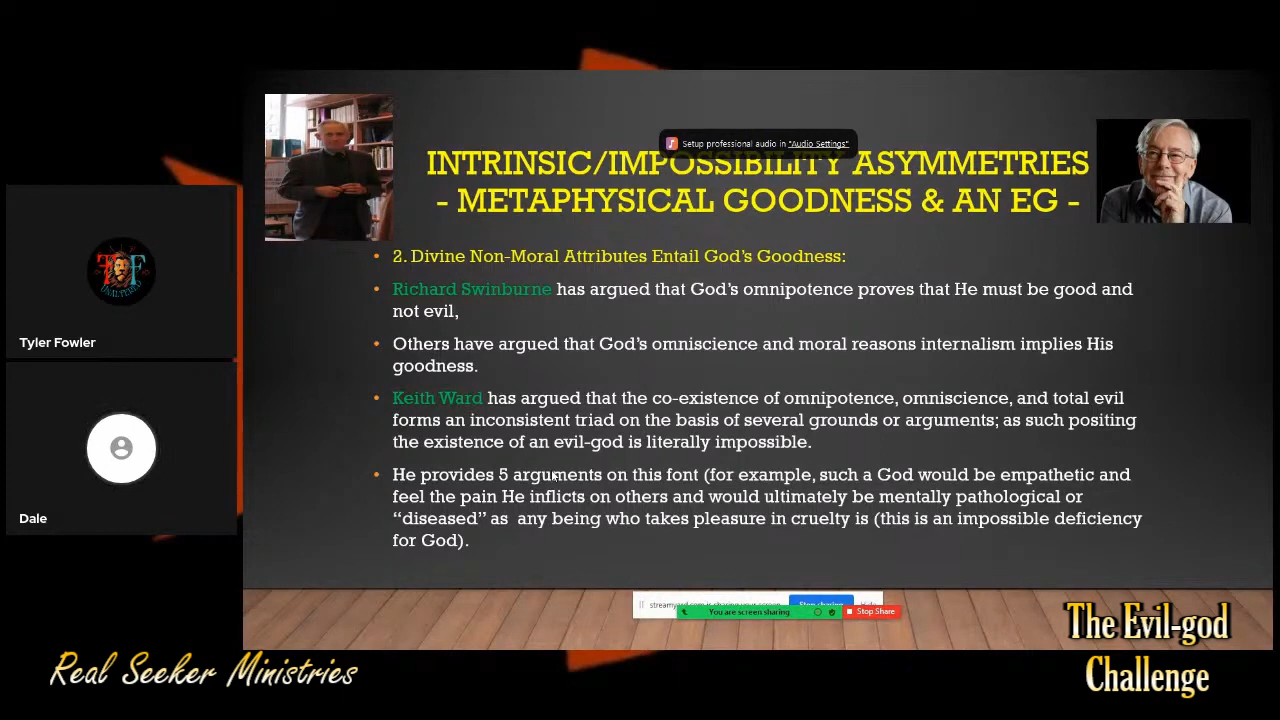 Setup professional audio in "Audio Settings"
INTRINSIC/IMPOSSIBILITY ASYMMETRIES
- METAPHYSICAL GOODNESS & AN EG -
• 2. Divine Non-Moral Attributes Entail God's Goodness:
• Richard Swinburne has argued that God's omnipotence proves that He must be good and
not evil,
• Others have argued that God's omniscience and moral reasons internalism implies His
goodness.
• Keith Ward has argued that the co-existence of omnipotence, omniscience, and total evil
forms an inconsistent triad on the basis of several grounds or arguments; as such positing
the existence of an evil-god is literally impossible.
• He provides 5 arguments on this font (for example, such a God would be empathetic and
feel the pain He inflicts on others and would ultimately be mentally pathological or
“diseased” as any being who takes pleasure in cruelty is (this is an impossible deficiency
for God).
Tyler Fowler
Dale
You are screen sharing
Stop Share
Real Seeker Ministries
The Evil-god
Challenge